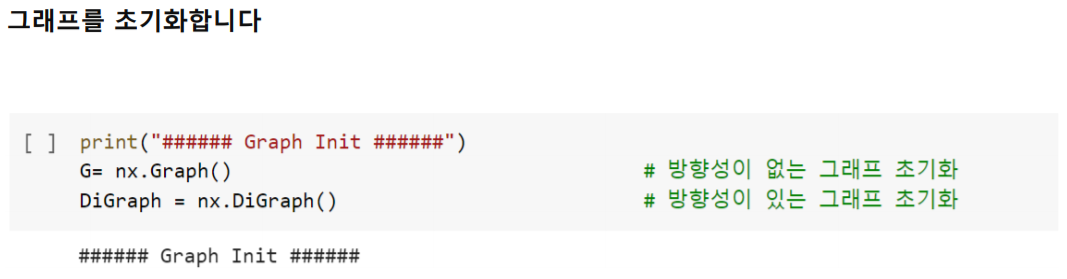 그래프를 초기화합니다
[ ] print("###### Graph Init ######")
G= nx.Graph() # 방향성이 없는 그래프 초기화
DiGraph = nx.DiGraph() # 방향성이 있는 그래프 초기화
###### Graph Init ######